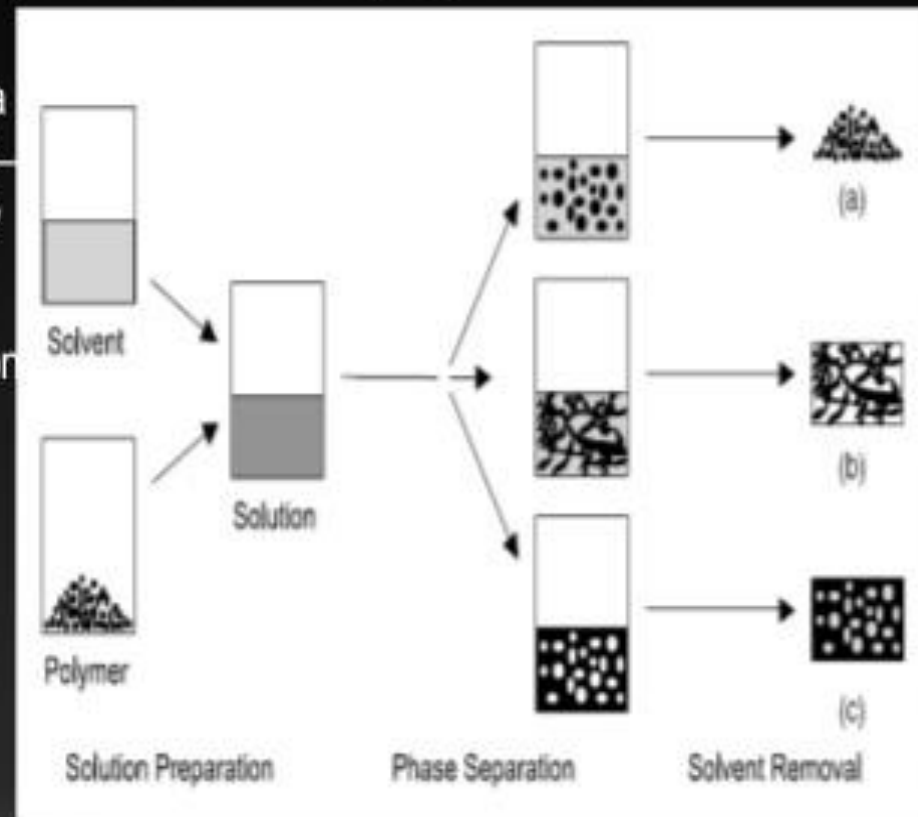 Solvent
Polymer
Solution
(a)
(b)
(c)
Solution Preparation
Phase Separation
Solvent Removal